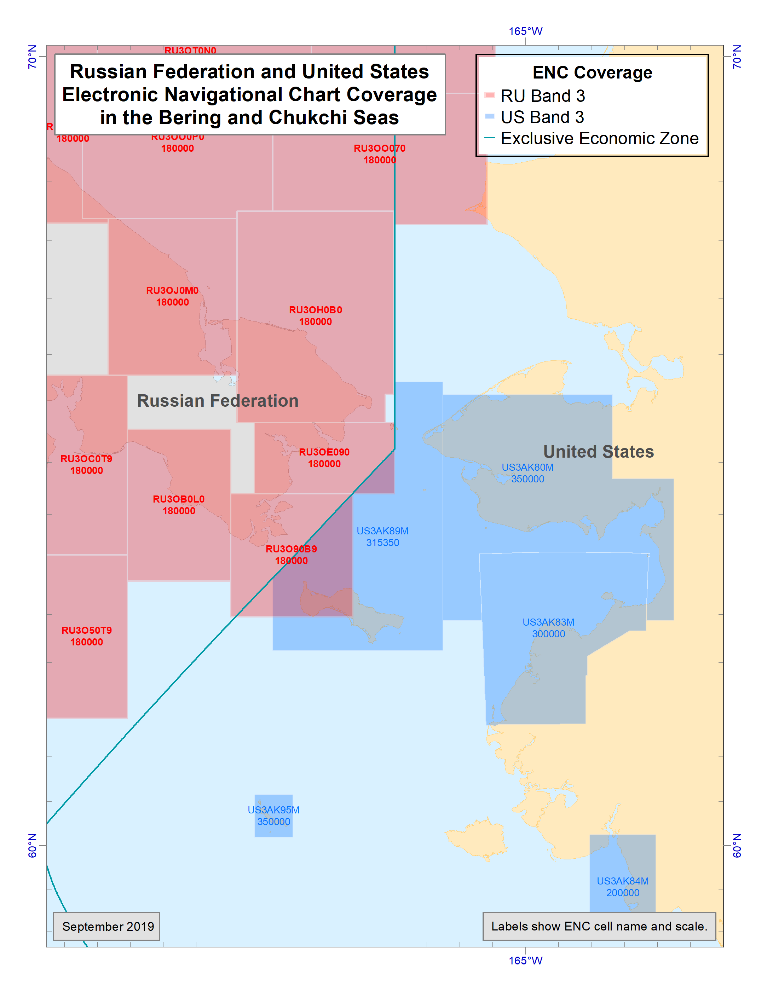 165°W
70°N
70°N
RU3OT0N0
Russian Federation and United States
Electronic Navigational Chart Coverage
in the Bering and Chukchi Seas
ENC Coverage
RU Band 3
US Band 3
Exclusive Economic Zone
180000
180000
RU3OO070
180000
RU3OJ0M0
180000
RU3OH0B0
180000
Russian Federation
United States
RU3OC0T9
180000
RU3OE090
180000
US3AK80M
350000
RU3OB0L0
180000
US3AK89M
315350
RU3O90B9
180000
RU3O50T9
180000
US3AK83M
300000
US3AK95M
350000
60°N
60°N
US3AK84M
200000
September 2019
Labels show ENC cell name and scale.
165°W